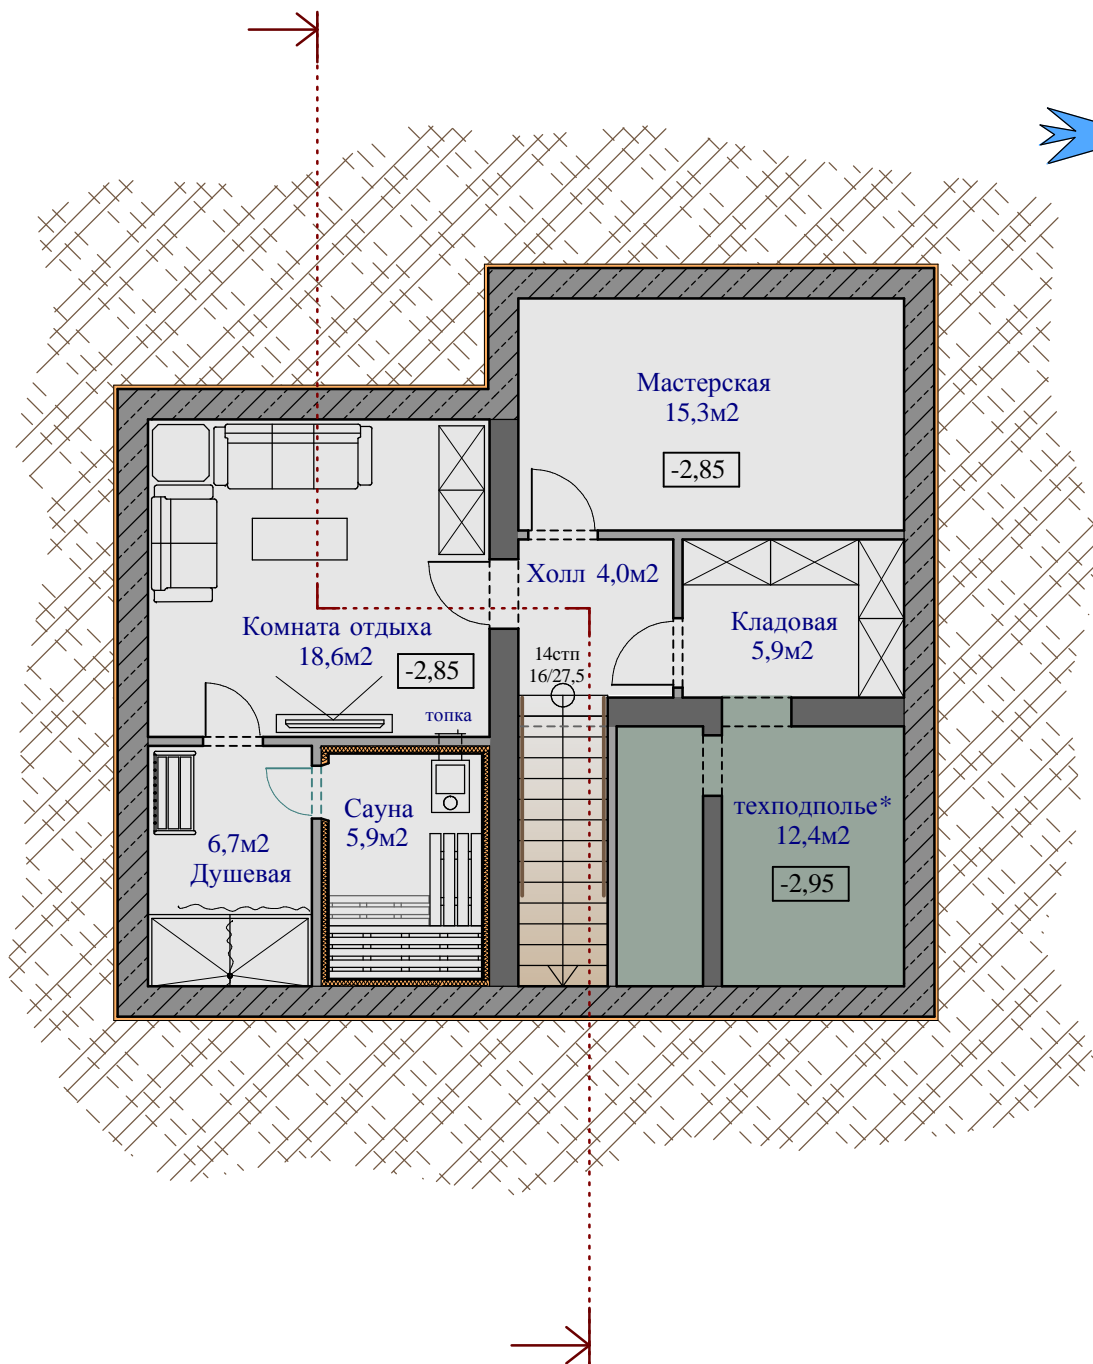 Мастерская
15,3м2
-2,85
Холл 4,0м2
Кладовая
5,9м2
Комната отдыха
18,6м2
-2,85
14стп
16/27,5
топка
Сауна
5,9м2
6,7м2
Душевая
техподполье*
12,4м2
-2,95